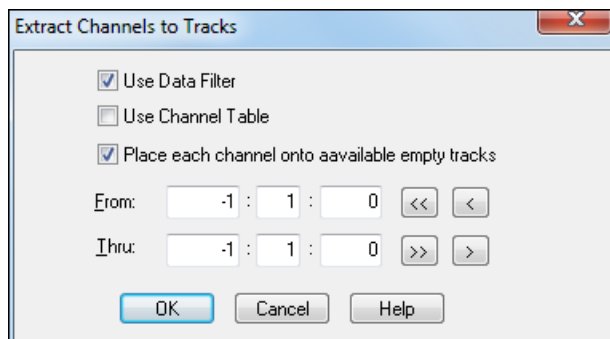 Extract Channels to Tracks
Use Data Filter
Use Channel Table
Place each channel onto aavailable empty tracks
From: -1 : 1 : 0 << <
Thru: -1 : 1 : 0 >> >
OK Cancel Help